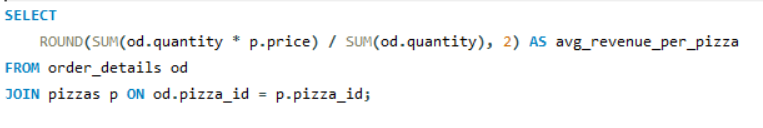 SELECT
    ROUND(SUM(od.quantity * p.price) / SUM(od.quantity), 2) AS avg_revenue_per_pizza
FROM order_details od
JOIN pizzas p ON od.pizza_id = p.pizza_id;